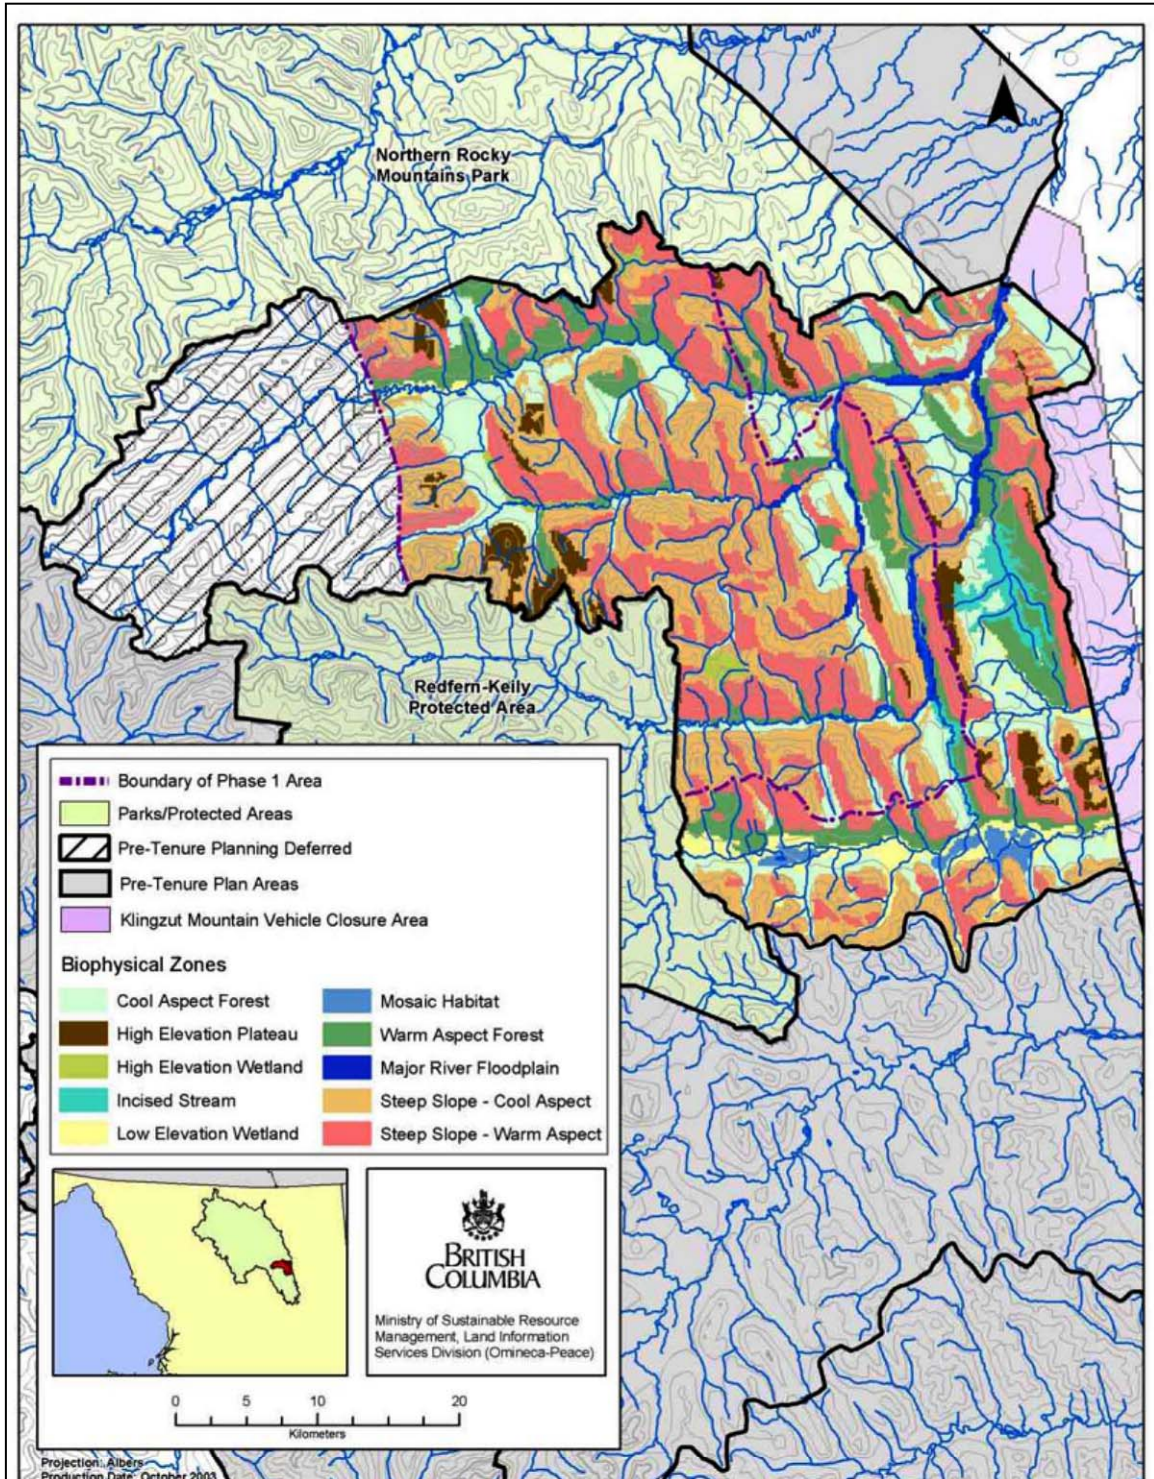 N
Northern Rocky
Mountains Park
Redfern-Keily
Protected Area
Boundary of Phase 1 Area
Parks/Protected Areas
Pre-Tenure Planning Deferred
Pre-Tenure Plan Areas
Klingzut Mountain Vehicle Closure Area
Biophysical Zones
Cool Aspect Forest
High Elevation Plateau
High Elevation Wetland
Incised Stream
Low Elevation Wetland
Mosaic Habitat
Warm Aspect Forest
Major River Floodplain
Steep Slope - Cool Aspect
Steep Slope - Warm Aspect
BRITISH
COLUMBIA
Ministry of Sustainable Resource
Management, Land Information
Services Division (Omineca-Peace)
0 5 10 20
Kilometers
Projection: Albers
Production Date: October 2003